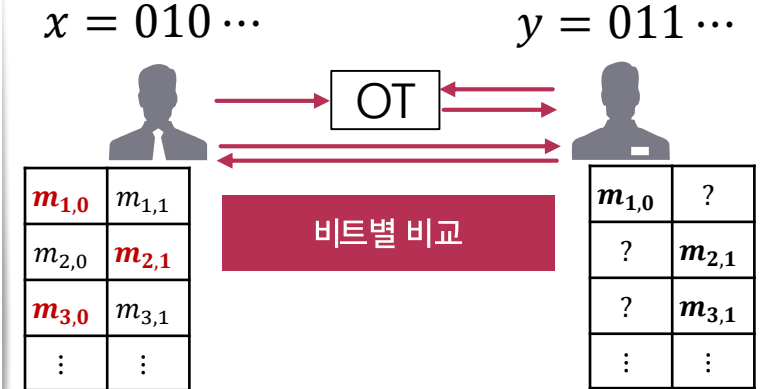 x = 010 ⋯
y = 011 ⋯
OT
비트별 비교
m₁,₀ m₁,₁
m₂,₀ m₂,₁
m₃,₀ m₃,₁
⋮ ⋮
m₁,₀ ?
? m₂,₁
? m₃,₁
⋮ ⋮